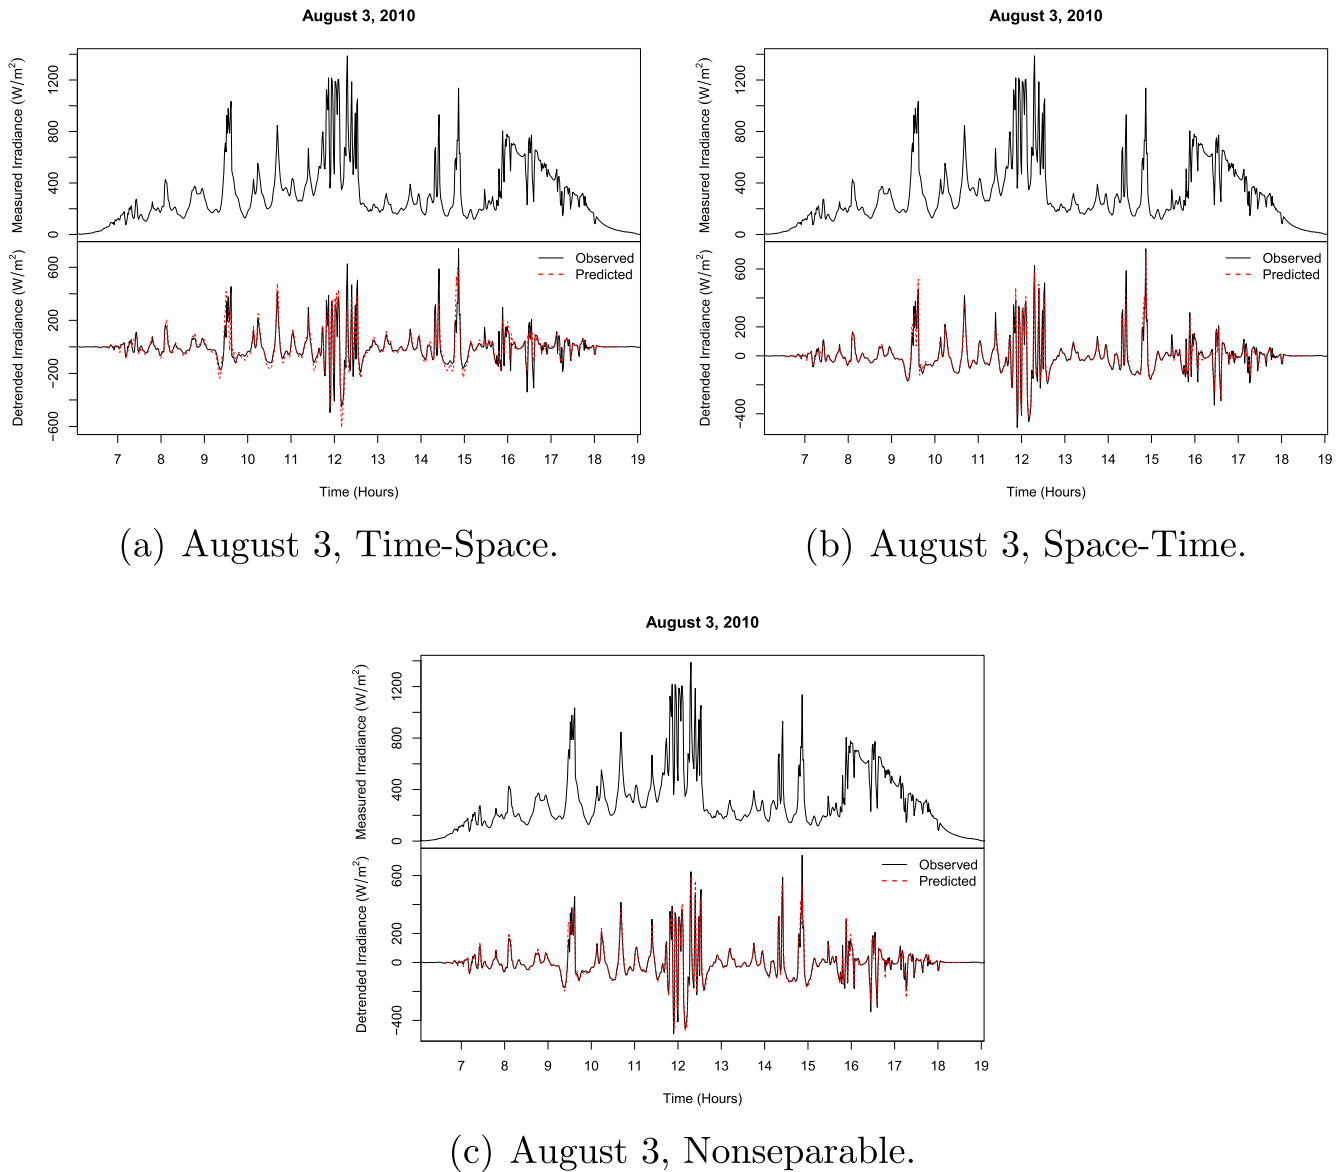 August 3, 2010
Measured Irradiance (W/m²)
0 400 800 1200
Detrended Irradiance (W/m²)
−600 −200 200 600
Observed
Predicted
7 8 9 10 11 12 13 14 15 16 17 18 19
Time (Hours)
(a) August 3, Time-Space.
August 3, 2010
Measured Irradiance (W/m²)
0 400 800 1200
Detrended Irradiance (W/m²)
−400 0 200 600
Observed
Predicted
7 8 9 10 11 12 13 14 15 16 17 18 19
Time (Hours)
(b) August 3, Space-Time.
August 3, 2010
Measured Irradiance (W/m²)
0 400 800 1200
Detrended Irradiance (W/m²)
−400 0 200 600
Observed
Predicted
7 8 9 10 11 12 13 14 15 16 17 18 19
Time (Hours)
(c) August 3, Nonseparable.